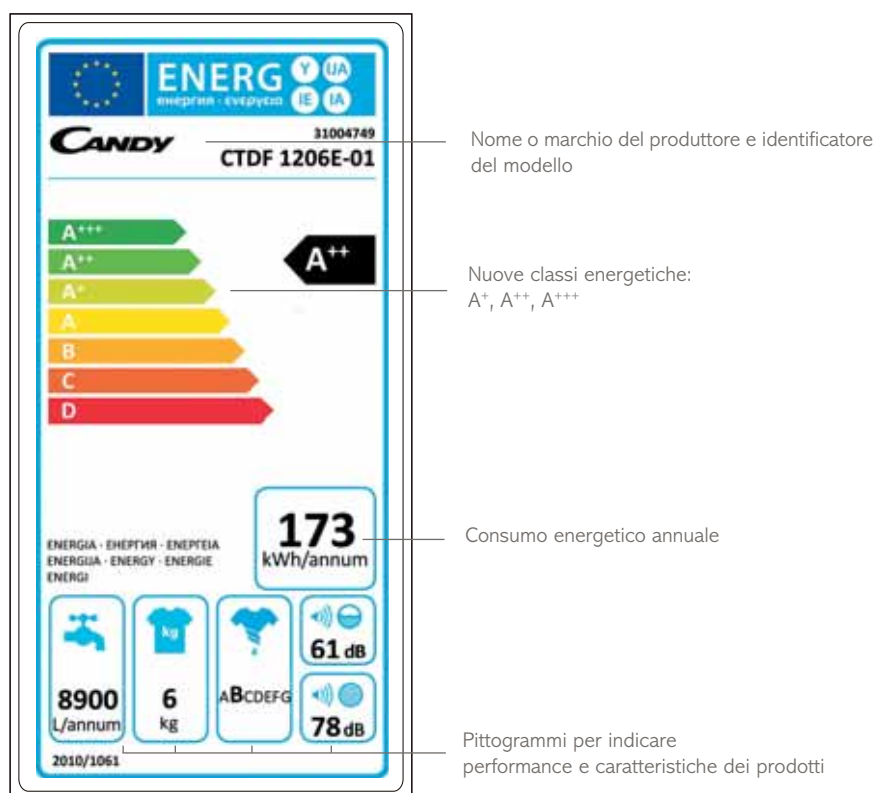 ENERG Y UA
енергия · ενεργεια IE IA
CANDY
31004749
CTDF 1206E-01
Nome o marchio del produttore e identificatore
del modello
A+++
A++
A++
A+
A
B
C
D
Nuove classi energetiche:
A+, A++, A+++
173
kWh/annum
Consumo energetico annuale
ENERGIA · ЕНЕРГИЯ · ΕΝΕΡΓΕΙΑ
ENERGIJA · ENERGY · ENERGIE
ENERGI
kg
61 dB
8900
L/annum
6
kg
ABCDEFG
78 dB
2010/1061
Pittogrammi per indicare
performance e caratteristiche dei prodotti